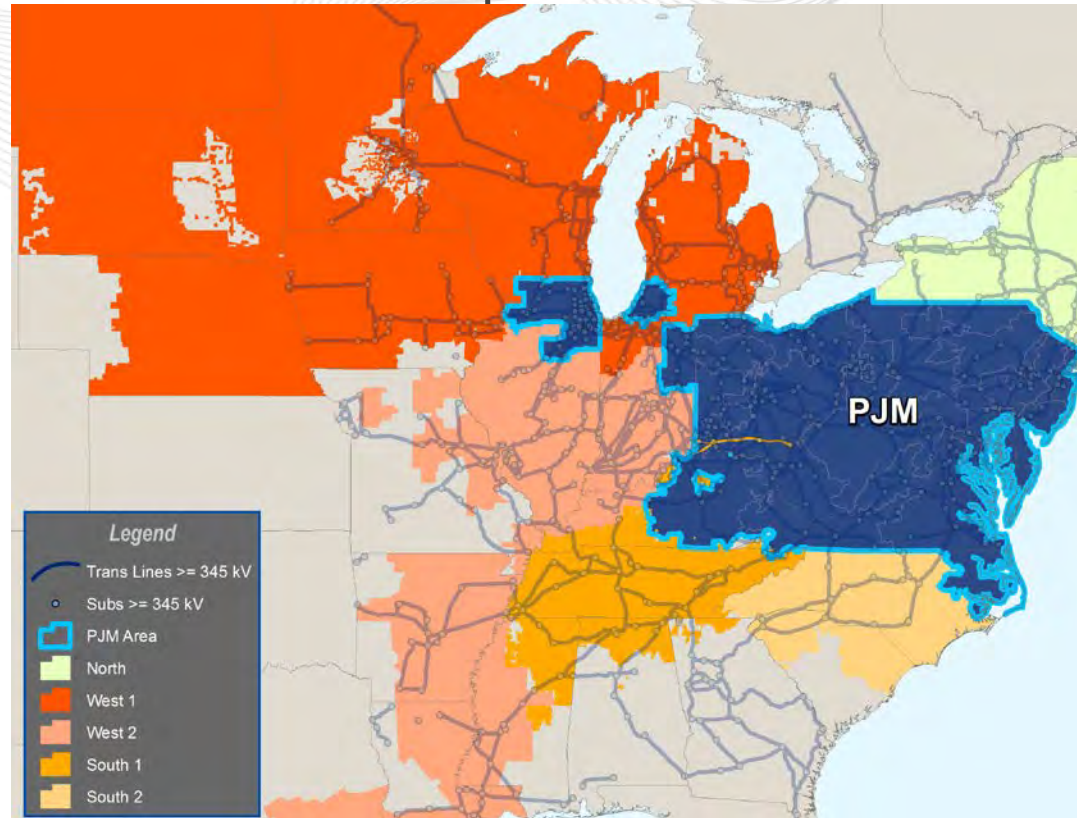 PJM
Legend
Trans Lines >= 345 kV
Subs >= 345 kV
PJM Area
North
West 1
West 2
South 1
South 2